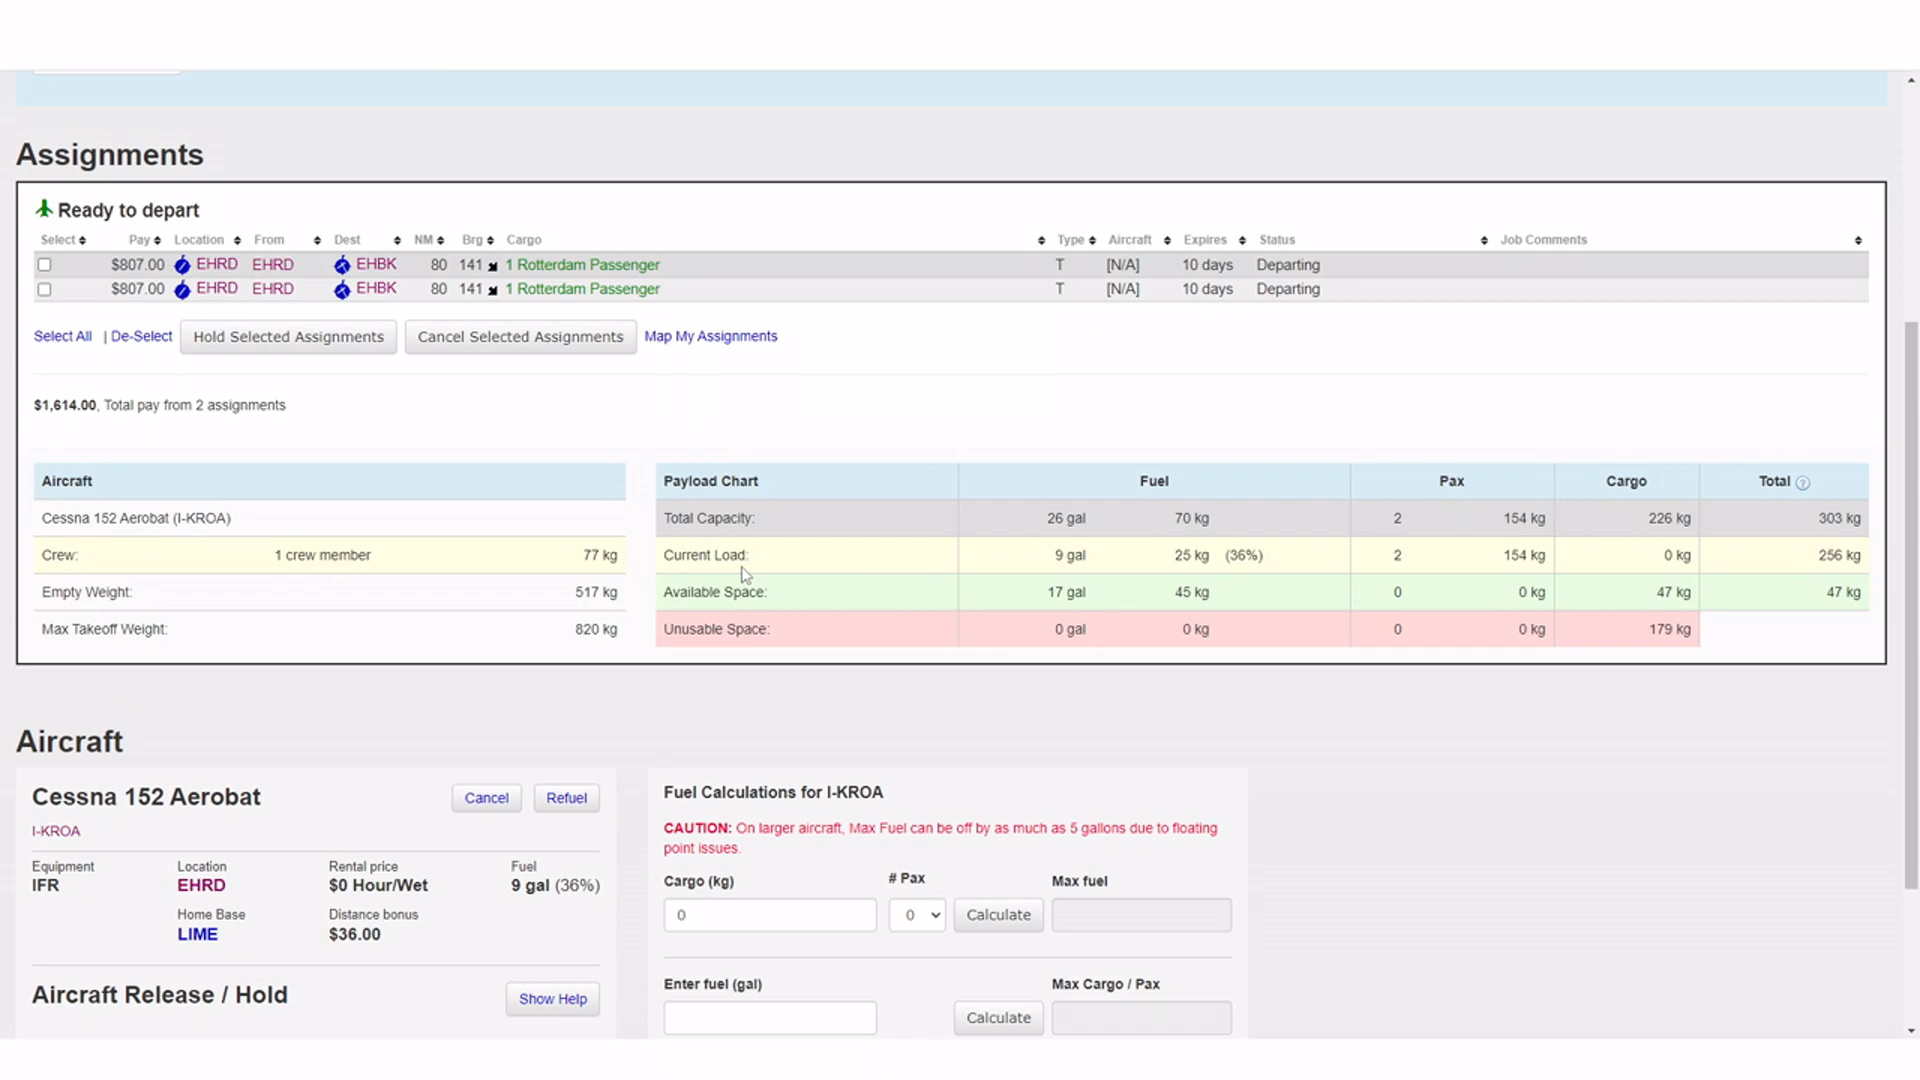 Assignments
Ready to depart
Select Pay Location From Dest NM Brg Cargo Type Aircraft Expires Status Job Comments
$807.00 EHRD EHRD EHBK 80 141 1 Rotterdam Passenger T [N/A] 10 days Departing
$807.00 EHRD EHRD EHBK 80 141 1 Rotterdam Passenger T [N/A] 10 days Departing
Select All | De-Select Hold Selected Assignments Cancel Selected Assignments Map My Assignments
$1,614.00, Total pay from 2 assignments
Aircraft
Cessna 152 Aerobat (I-KROA)
Crew: 1 crew member 77 kg
Empty Weight: 517 kg
Max Takeoff Weight: 820 kg
Payload Chart Fuel Pax Cargo Total ?
Total Capacity: 26 gal 70 kg 2 154 kg 226 kg 303 kg
Current Load: 9 gal 25 kg (36%) 2 154 kg 0 kg 256 kg
Available Space: 17 gal 45 kg 0 0 kg 47 kg 47 kg
Unusable Space: 0 gal 0 kg 0 0 kg 179 kg
Aircraft
Cessna 152 Aerobat Cancel Refuel
I-KROA
Equipment Location Rental price Fuel
IFR EHRD $0 Hour/Wet 9 gal (36%)
Home Base Distance bonus
LIME $36.00
Aircraft Release / Hold Show Help
Fuel Calculations for I-KROA
CAUTION: On larger aircraft, Max Fuel can be off by as much as 5 gallons due to floating
point issues.
Cargo (kg) # Pax Max fuel
0 0 Calculate
Enter fuel (gal) Max Cargo / Pax
Calculate